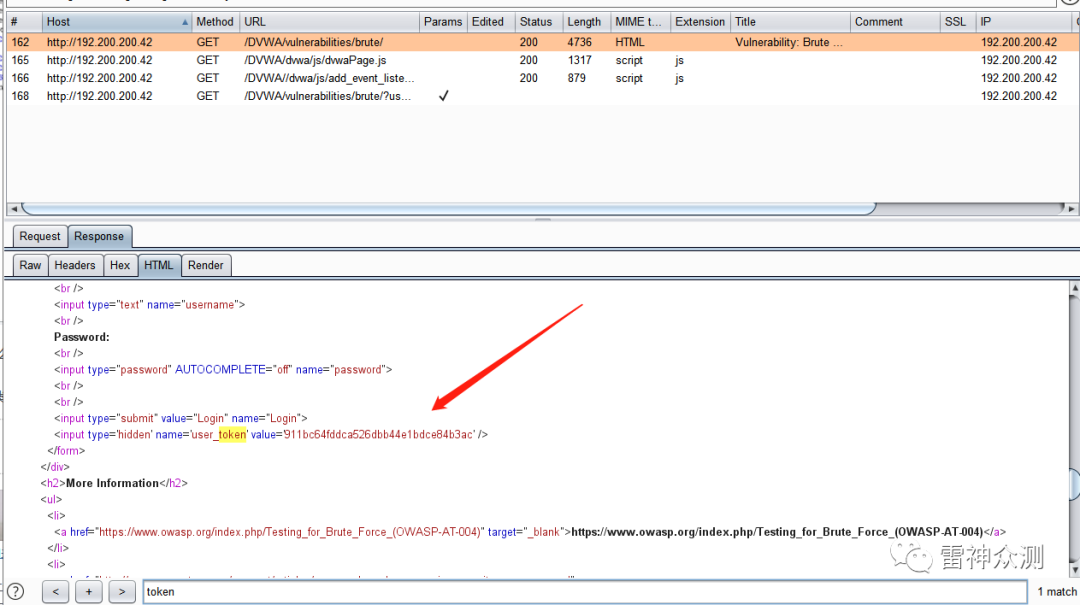 # Host Method URL Params Edited Status Length MIME t... Extension Title Comment SSL IP
162 http://192.200.200.42 GET /DVWA/vulnerabilities/brute/ 200 4736 HTML Vulnerability: Brute ... 192.200.200.42
165 http://192.200.200.42 GET /DVWA/dvwa/js/dvwaPage.js 200 1317 script js 192.200.200.42
166 http://192.200.200.42 GET /DVWA//dvwa/js/add_event_liste... 200 879 script js 192.200.200.42
168 http://192.200.200.42 GET /DVWA/vulnerabilities/brute/?us... ✓ 192.200.200.42
Request Response
Raw Headers Hex HTML Render
<br />
<input type="text" name="username">
<br />
Password:
<br />
<input type="password" AUTOCOMPLETE="off" name="password">
<br />
<br />
<input type="submit" value="Login" name="Login">
<input type='hidden' name='user_token' value='911bc64fddca526dbb44e1bdce84b3ac' />
</form>
</div>
<h2>More Information</h2>
<ul>
<li>
<a href="https://www.owasp.org/index.php/Testing_for_Brute_Force_(OWASP-AT-004)" target="_blank">https://www.owasp.org/index.php/Testing_for_Brute_Force_(OWASP-AT-004)</a>
</li>
<li>
雷神众测
? < + > token 1 match